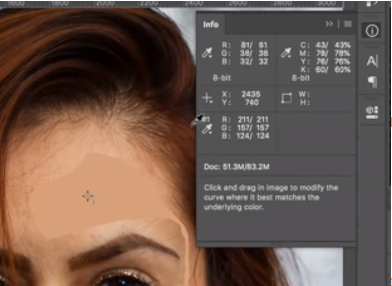 1600 1800 2000 2200 2400 2600 2800 3000
Info
R: 81/ 81 C: 43/ 43%
G: 38/ 38 M: 78/ 78%
B: 32/ 32 Y: 76/ 76%
K: 60/ 60%
8-bit 8-bit
X: 2435 W:
Y: 740 H:
#1 R: 211/ 211
G: 157/ 157
B: 124/ 124
Doc: 51.3M/83.2M
Click and drag in image to modify the
curve where it best matches the
underlying color.
A
1